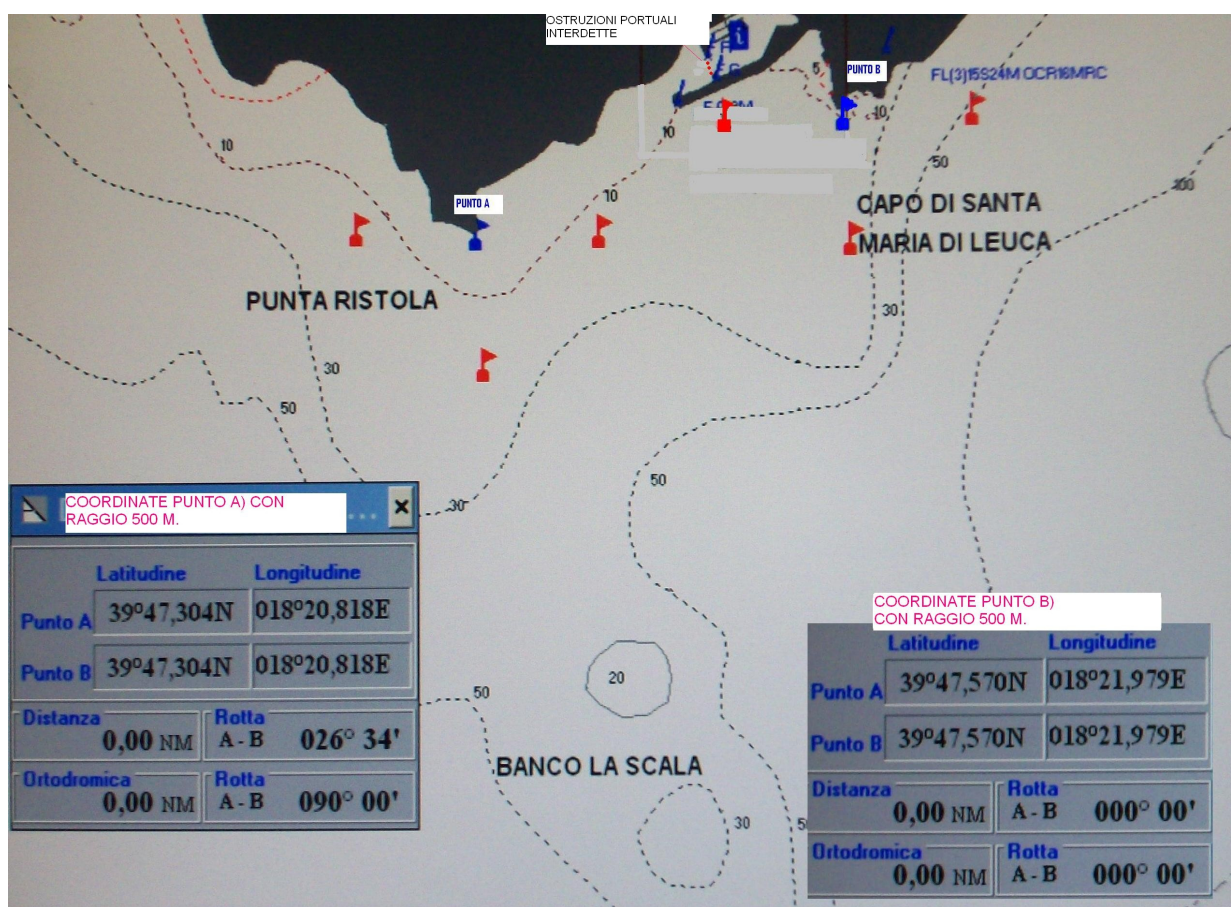 OSTRUZIONI PORTUALI
INTERDETTE
PUNTO B
5
FL(3)15S24M OCR18MRC
10
10
10
50
100
PUNTO A
10
CAPO DI SANTA
MARIA DI LEUCA
PUNTA RISTOLA
30
30
50
50
30
COORDINATE PUNTO A) CON
RAGGIO 500 M.
...
Latitudine Longitudine
Punto A 39°47,304N 018°20,818E
Punto B 39°47,304N 018°20,818E
Distanza Rotta
0,00 NM A - B 026° 34'
Ortodromica Rotta
0,00 NM A - B 090° 00'
50
20
BANCO LA SCALA
30
5
COORDINATE PUNTO B)
CON RAGGIO 500 M.
Latitudine Longitudine
Punto A 39°47,570N 018°21,979E
Punto B 39°47,570N 018°21,979E
Distanza Rotta
0,00 NM A - B 000° 00'
Ortodromica Rotta
0,00 NM A - B 000° 00'